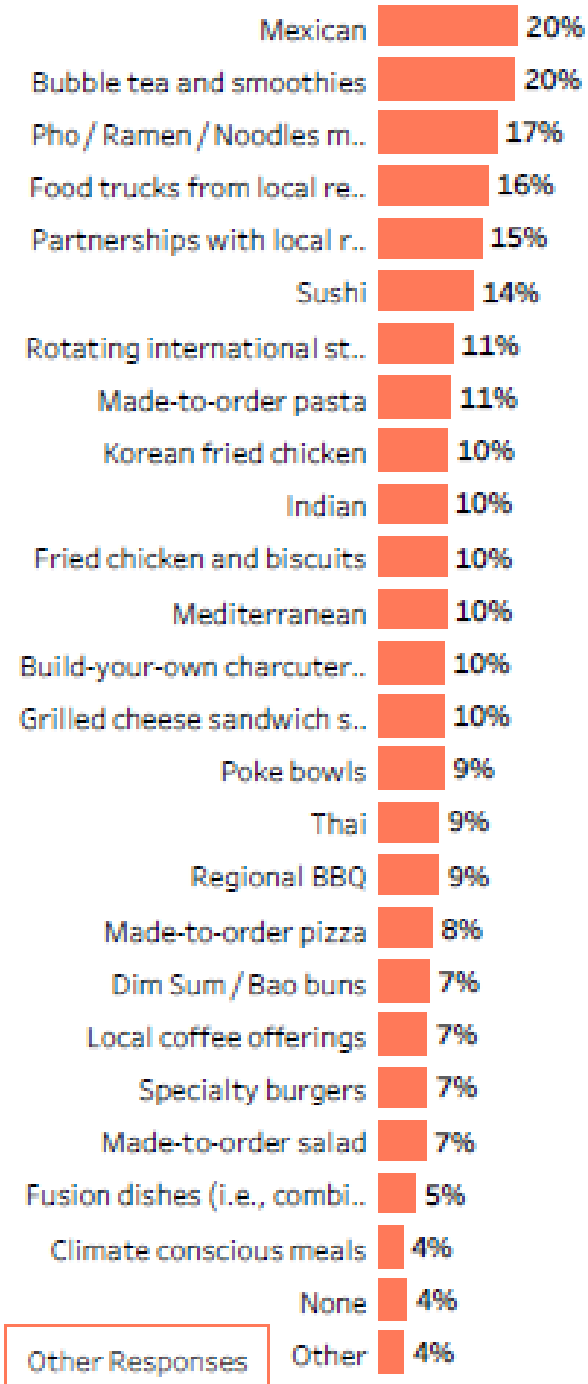 Mexican 20%
Bubble tea and smoothies 20%
Pho / Ramen / Noodles m.. 17%
Food trucks from local re.. 16%
Partnerships with local r.. 15%
Sushi 14%
Rotating international st.. 11%
Made-to-order pasta 11%
Korean fried chicken 10%
Indian 10%
Fried chicken and biscuits 10%
Mediterranean 10%
Build-your-own charcuter.. 10%
Grilled cheese sandwich s.. 10%
Poke bowls 9%
Thai 9%
Regional BBQ 9%
Made-to-order pizza 8%
Dim Sum / Bao buns 7%
Local coffee offerings 7%
Specialty burgers 7%
Made-to-order salad 7%
Fusion dishes (i.e., combi.. 5%
Climate conscious meals 4%
None 4%
Other Responses Other 4%